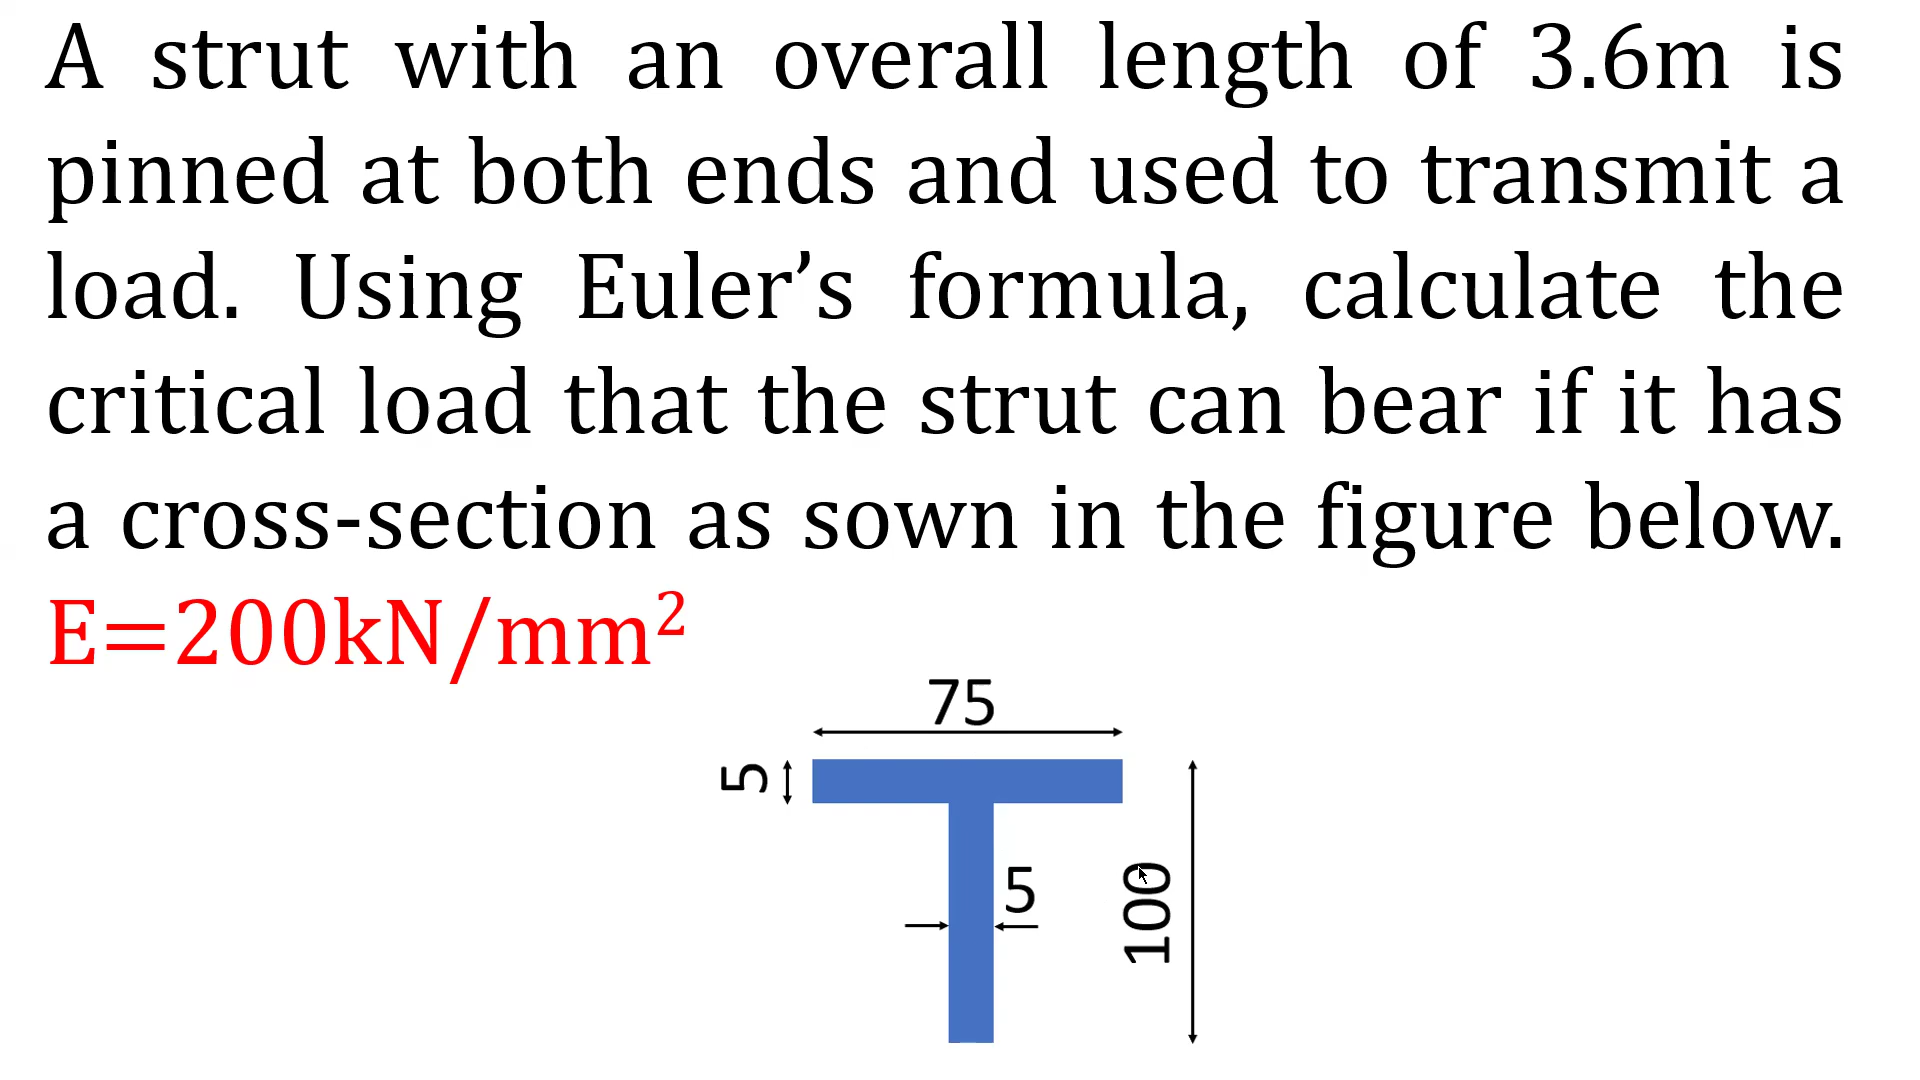 A strut with an overall length of 3.6m is
pinned at both ends and used to transmit a
load. Using Euler’s formula, calculate the
critical load that the strut can bear if it has
a cross-section as sown in the figure below.
E=200kN/mm²
75
5
5
100